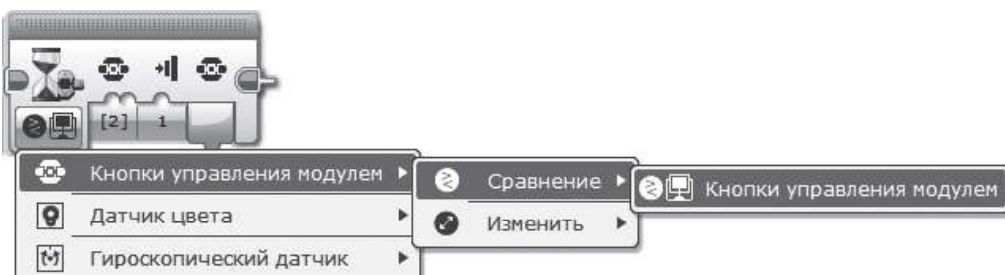 [2] 1
Кнопки управления модулем
Сравнение
Кнопки управления модулем
Датчик цвета
Изменить
Гироскопический датчик